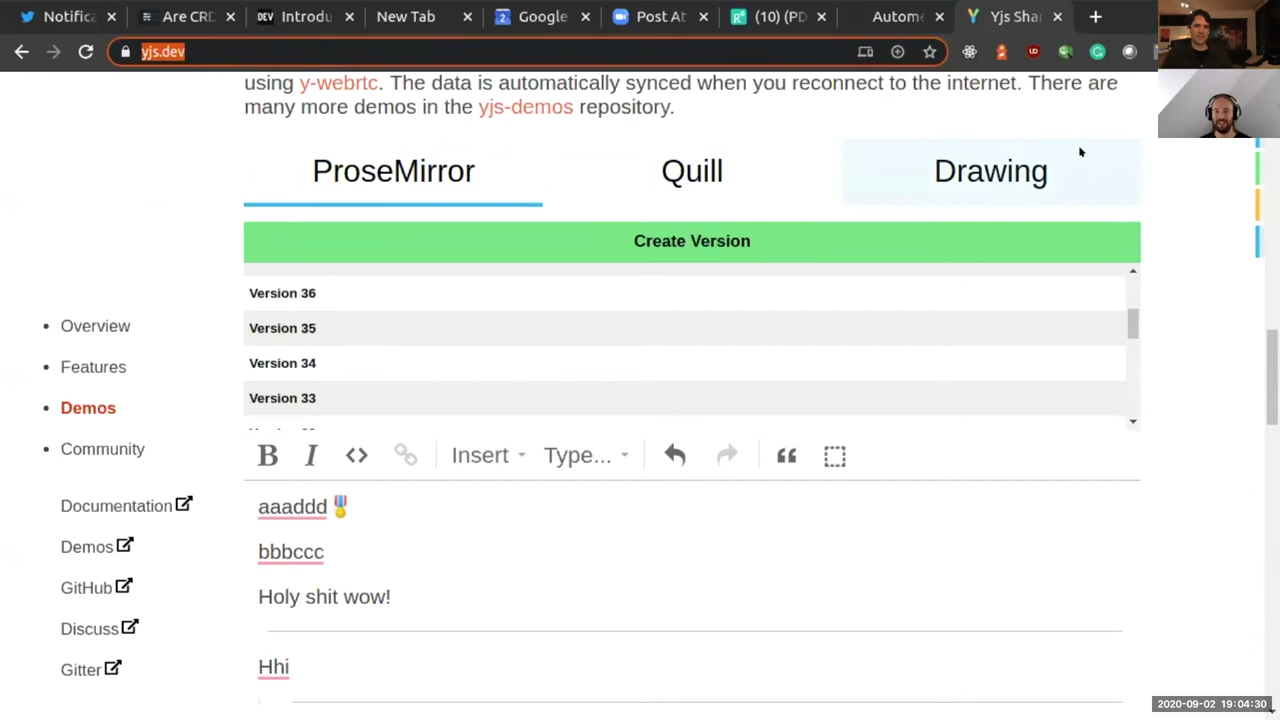 Notifica
Are CRD
DEV
Introdu
New Tab
2
Google
Post At
R
(10) (PD
Autome
Yjs Shar
yjs.dev
using y-webrtc. The data is automatically synced when you reconnect to the internet. There are
many more demos in the yjs-demos repository.
ProseMirror
Quill
Drawing
Create Version
Version 36
Version 35
Version 34
Version 33
Overview
Features
Demos
Community
Documentation
Demos
GitHub
Discuss
Gitter
B I <> Insert Type...
aaaddd🎖️
bbbccc
Holy shit wow!
Hhi
2020-09-02 19:04:30